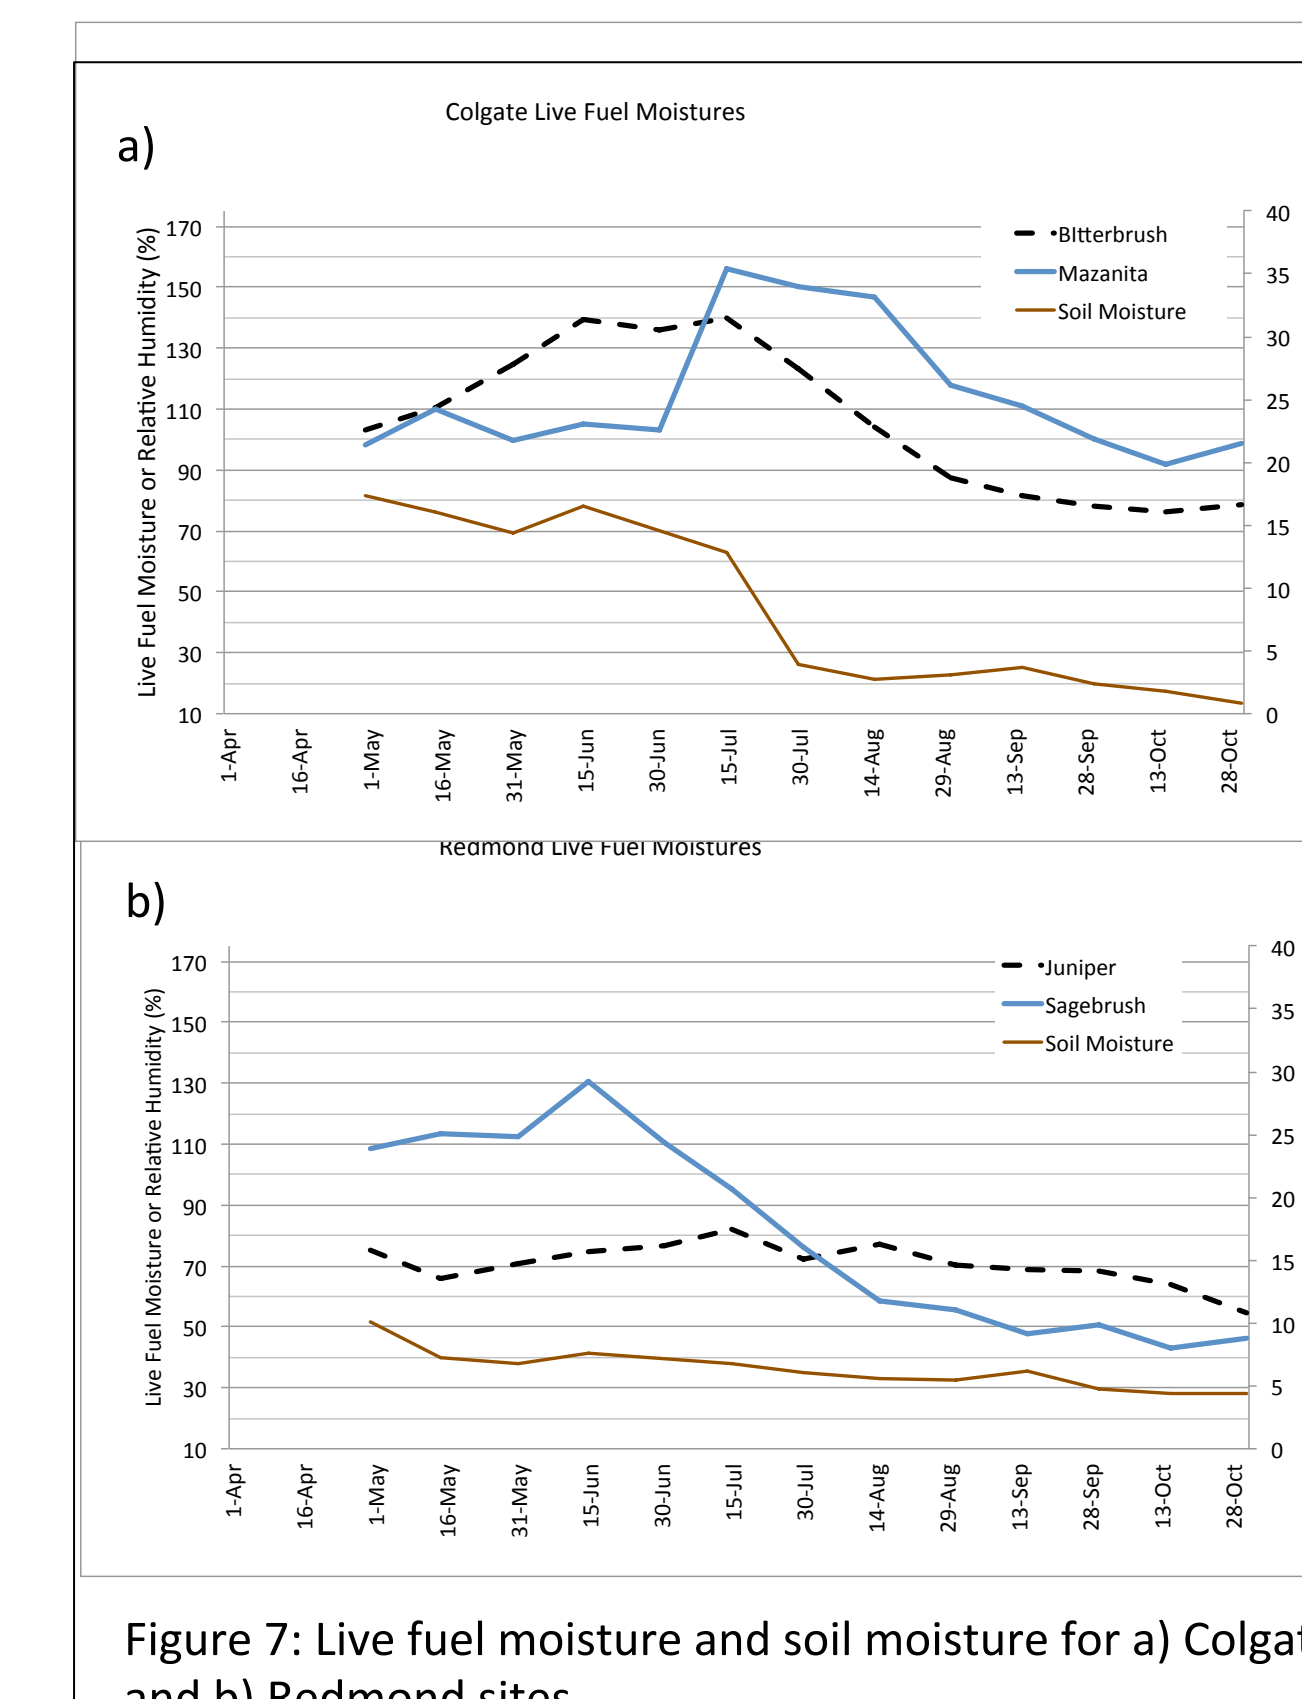 Colgate Live Fuel Moistures
a)
Live Fuel Moisture or Relative Humidity (%)
170
150
130
110
90
70
50
30
10
40
35
30
25
20
15
10
5
0
BItterbrush
Mazanita
Soil Moisture
1-Apr
16-Apr
1-May
16-May
31-May
15-Jun
30-Jun
15-Jul
30-Jul
14-Aug
29-Aug
13-Sep
28-Sep
13-Oct
28-Oct
Redmond Live Fuel Moistures
b)
Live Fuel Moisture or Relative Humidity (%)
170
150
130
110
90
70
50
30
10
40
35
30
25
20
15
10
5
0
Juniper
Sagebrush
Soil Moisture
1-Apr
16-Apr
1-May
16-May
31-May
15-Jun
30-Jun
15-Jul
30-Jul
14-Aug
29-Aug
13-Sep
28-Sep
13-Oct
28-Oct
Figure 7: Live fuel moisture and soil moisture for a) Colgat
and b) Redmond sites